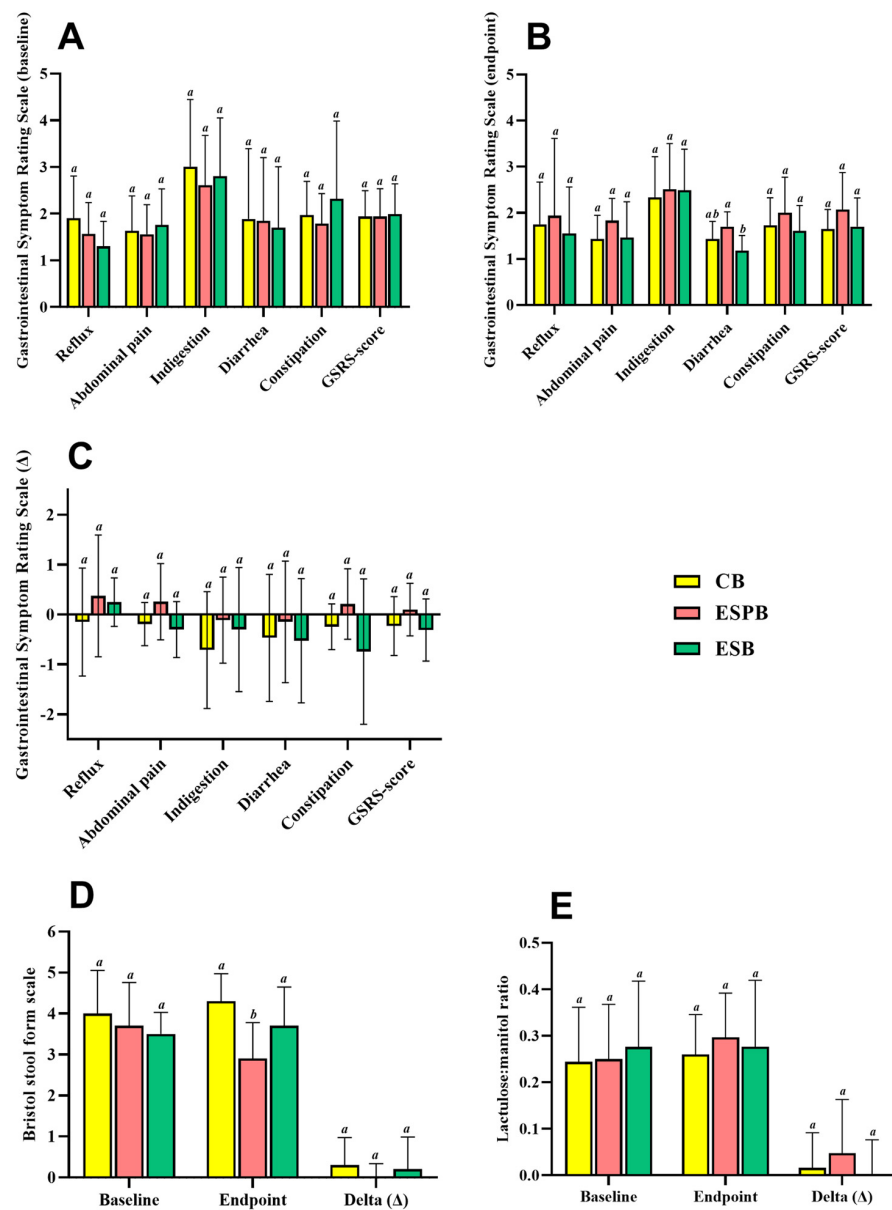 A
Gastrointestinal Symptom Rating Scale (baseline)
5
4
3
2
1
0
a a a
a a a
a a a
a a a
a a a
a a a
Reflux
Abdominal pain
Indigestion
Diarrhea
Constipation
GSRS-score
B
Gastrointestinal Symptom Rating Scale (endpoint)
5
4
3
2
1
0
a a a
a a a
a a a
ab a b
a a a
a a a
Reflux
Abdominal pain
Indigestion
Diarrhea
Constipation
GSRS-score
C
Gastrointestinal Symptom Rating Scale (Δ)
2
1
0
-1
-2
a a a
a a a
a a a
a a a
a a a
a a a
Reflux
Abdominal pain
Indigestion
Diarrhea
Constipation
GSRS-score
CB
ESPB
ESB
D
Bristol stool form scale
6
5
4
3
2
1
0
a a a
a b a
a a a
Baseline
Endpoint
Delta (Δ)
E
Lactulose:manitol ratio
0.5
0.4
0.3
0.2
0.1
0.0
a a a
a a a
a a a
Baseline
Endpoint
Delta (Δ)